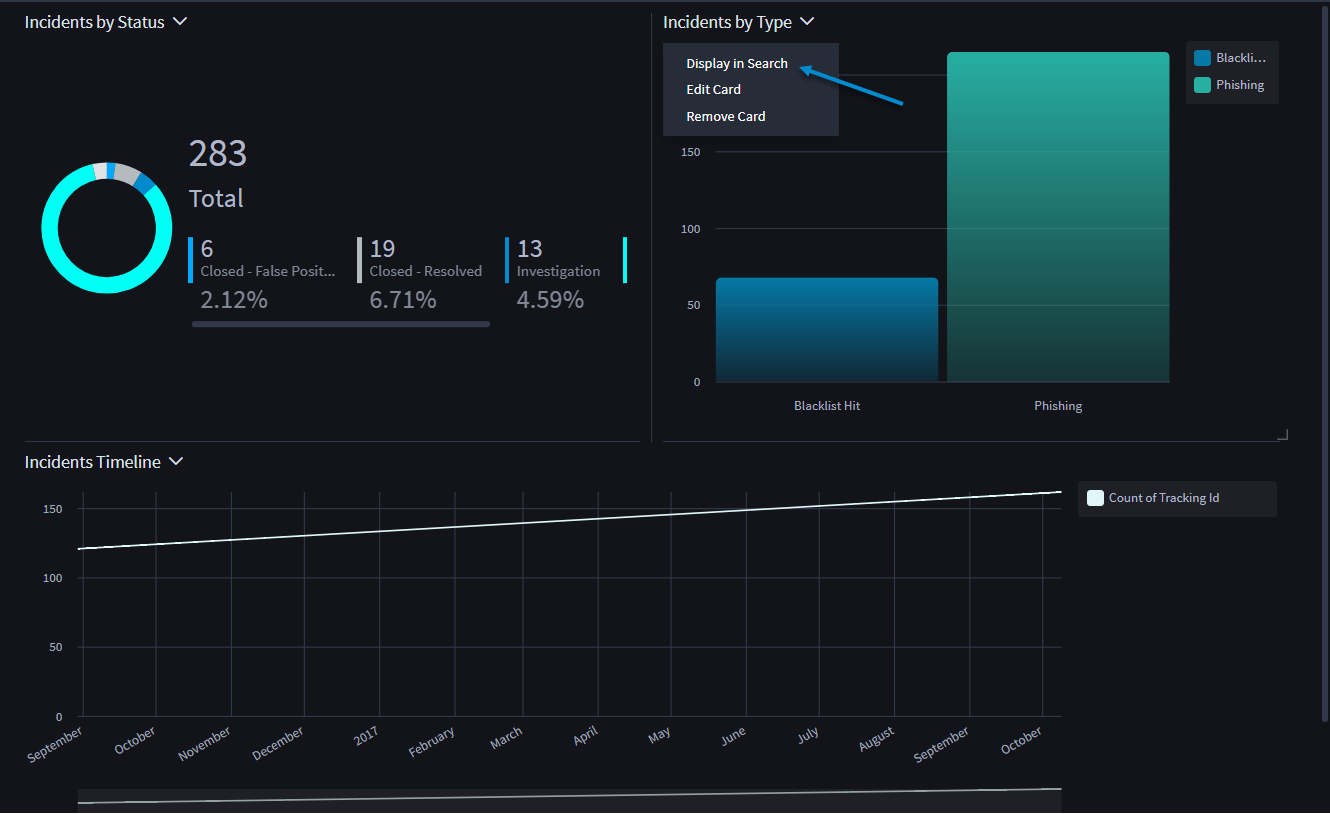 Incidents by Status
283
Total
6
Closed - False Posit...
2.12%
19
Closed - Resolved
6.71%
13
Investigation
4.59%
Incidents by Type
Display in Search
Edit Card
Remove Card
150
100
50
0
Blacklist Hit
Phishing
Blackli...
Phishing
Incidents Timeline
150
100
50
0
September
October
November
December
2017
February
March
April
May
June
July
August
September
October
Count of Tracking Id